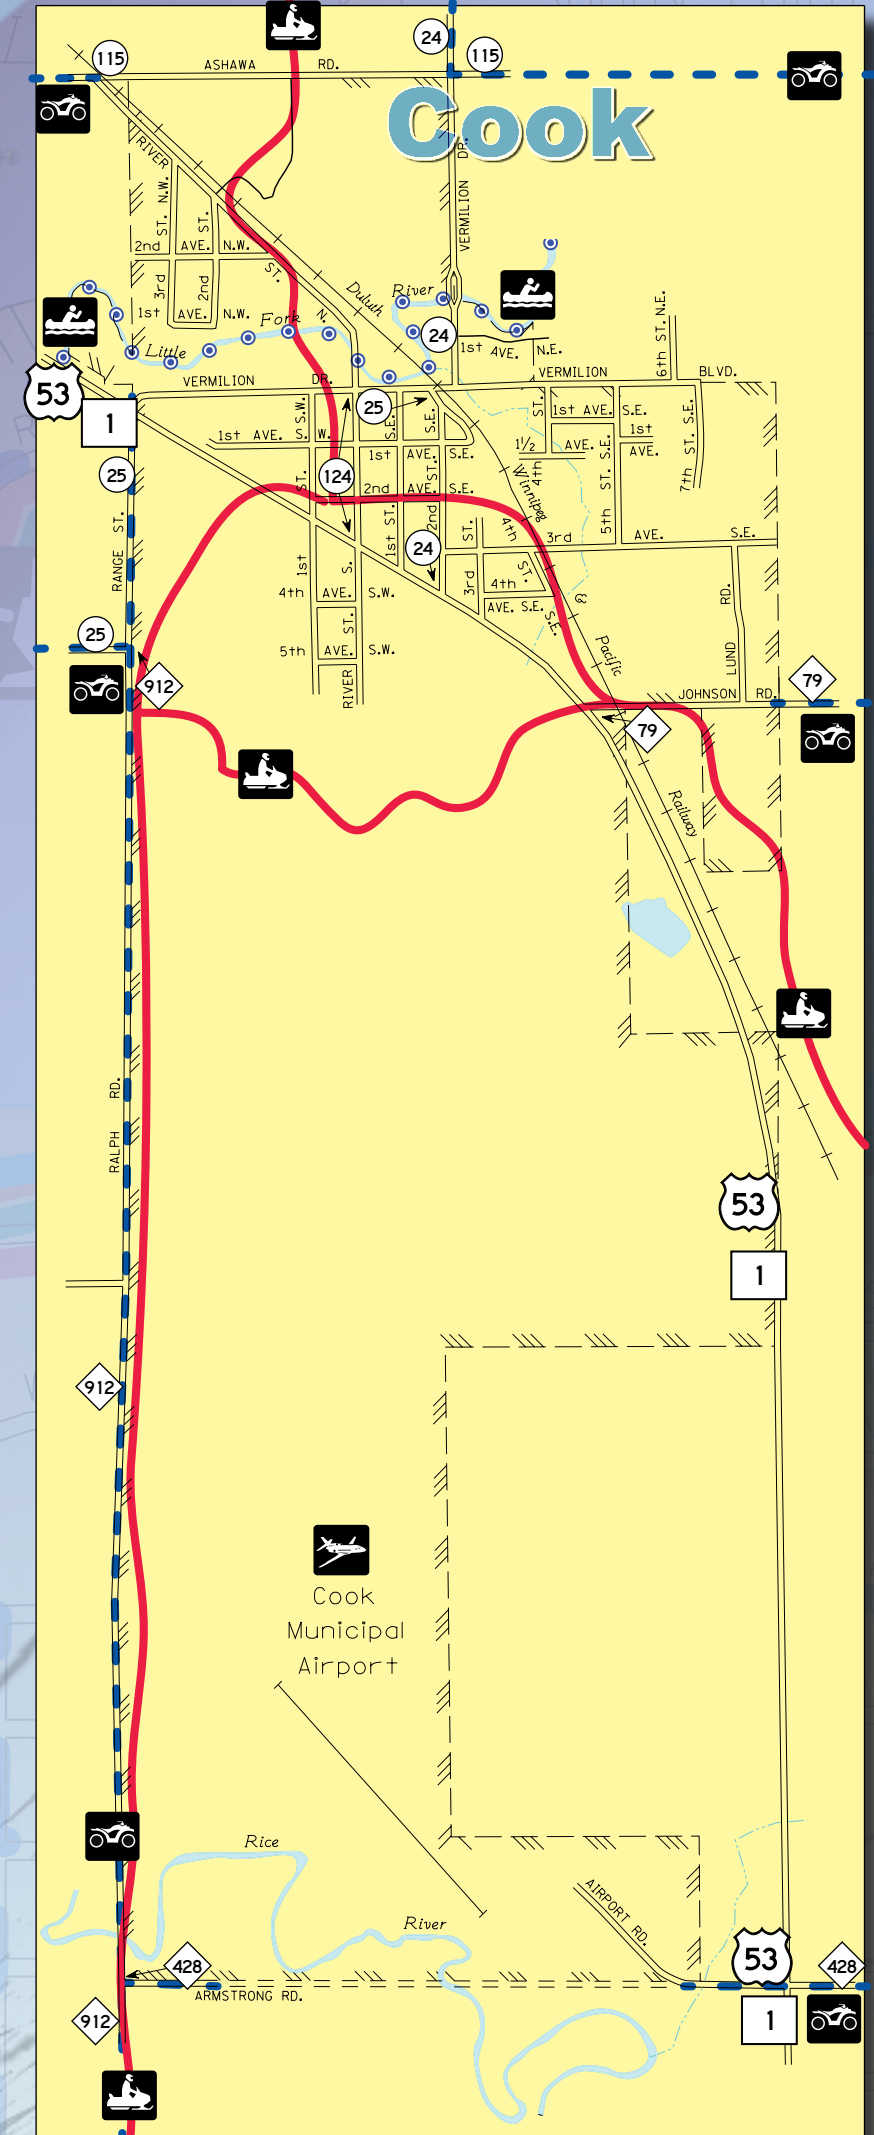 24
115
115
ASHAWA RD.
Cook
RIVER
ST.
N.
VERMILION DR.
3rd ST. N.W.
2nd ST.
2nd AVE. N.W.
1st AVE. N.W.
Duluth
River
Fork
Little
24
1st AVE. N.E.
6th ST. N.E.
53
1
VERMILION DR.
VERMILION BLVD.
25
25
1st AVE. S.W.
S.W.
ST.
1st
S.E.
S.E.
1st AVE. S.E.
1st AVE. S.E.
1st AVE.
1 1/2 AVE.
ST.
4th
5th ST. S.E.
7th ST. S.E.
124
2nd AVE. S.E.
1st ST.
2nd ST.
Winnipeg
4th
ST.
S.E.
3rd AVE. S.E.
24
3rd ST.
4th AVE. S.E.
RANGE ST.
4th AVE. S.W.
5th AVE. S.W.
RIVER ST. S.
25
&
Pacific
LUND RD.
912
JOHNSON RD.
79
79
Railway
RALPH RD.
53
1
912
Cook
Municipal
Airport
Rice
River
AIRPORT RD.
428
ARMSTRONG RD.
53
428
912
1